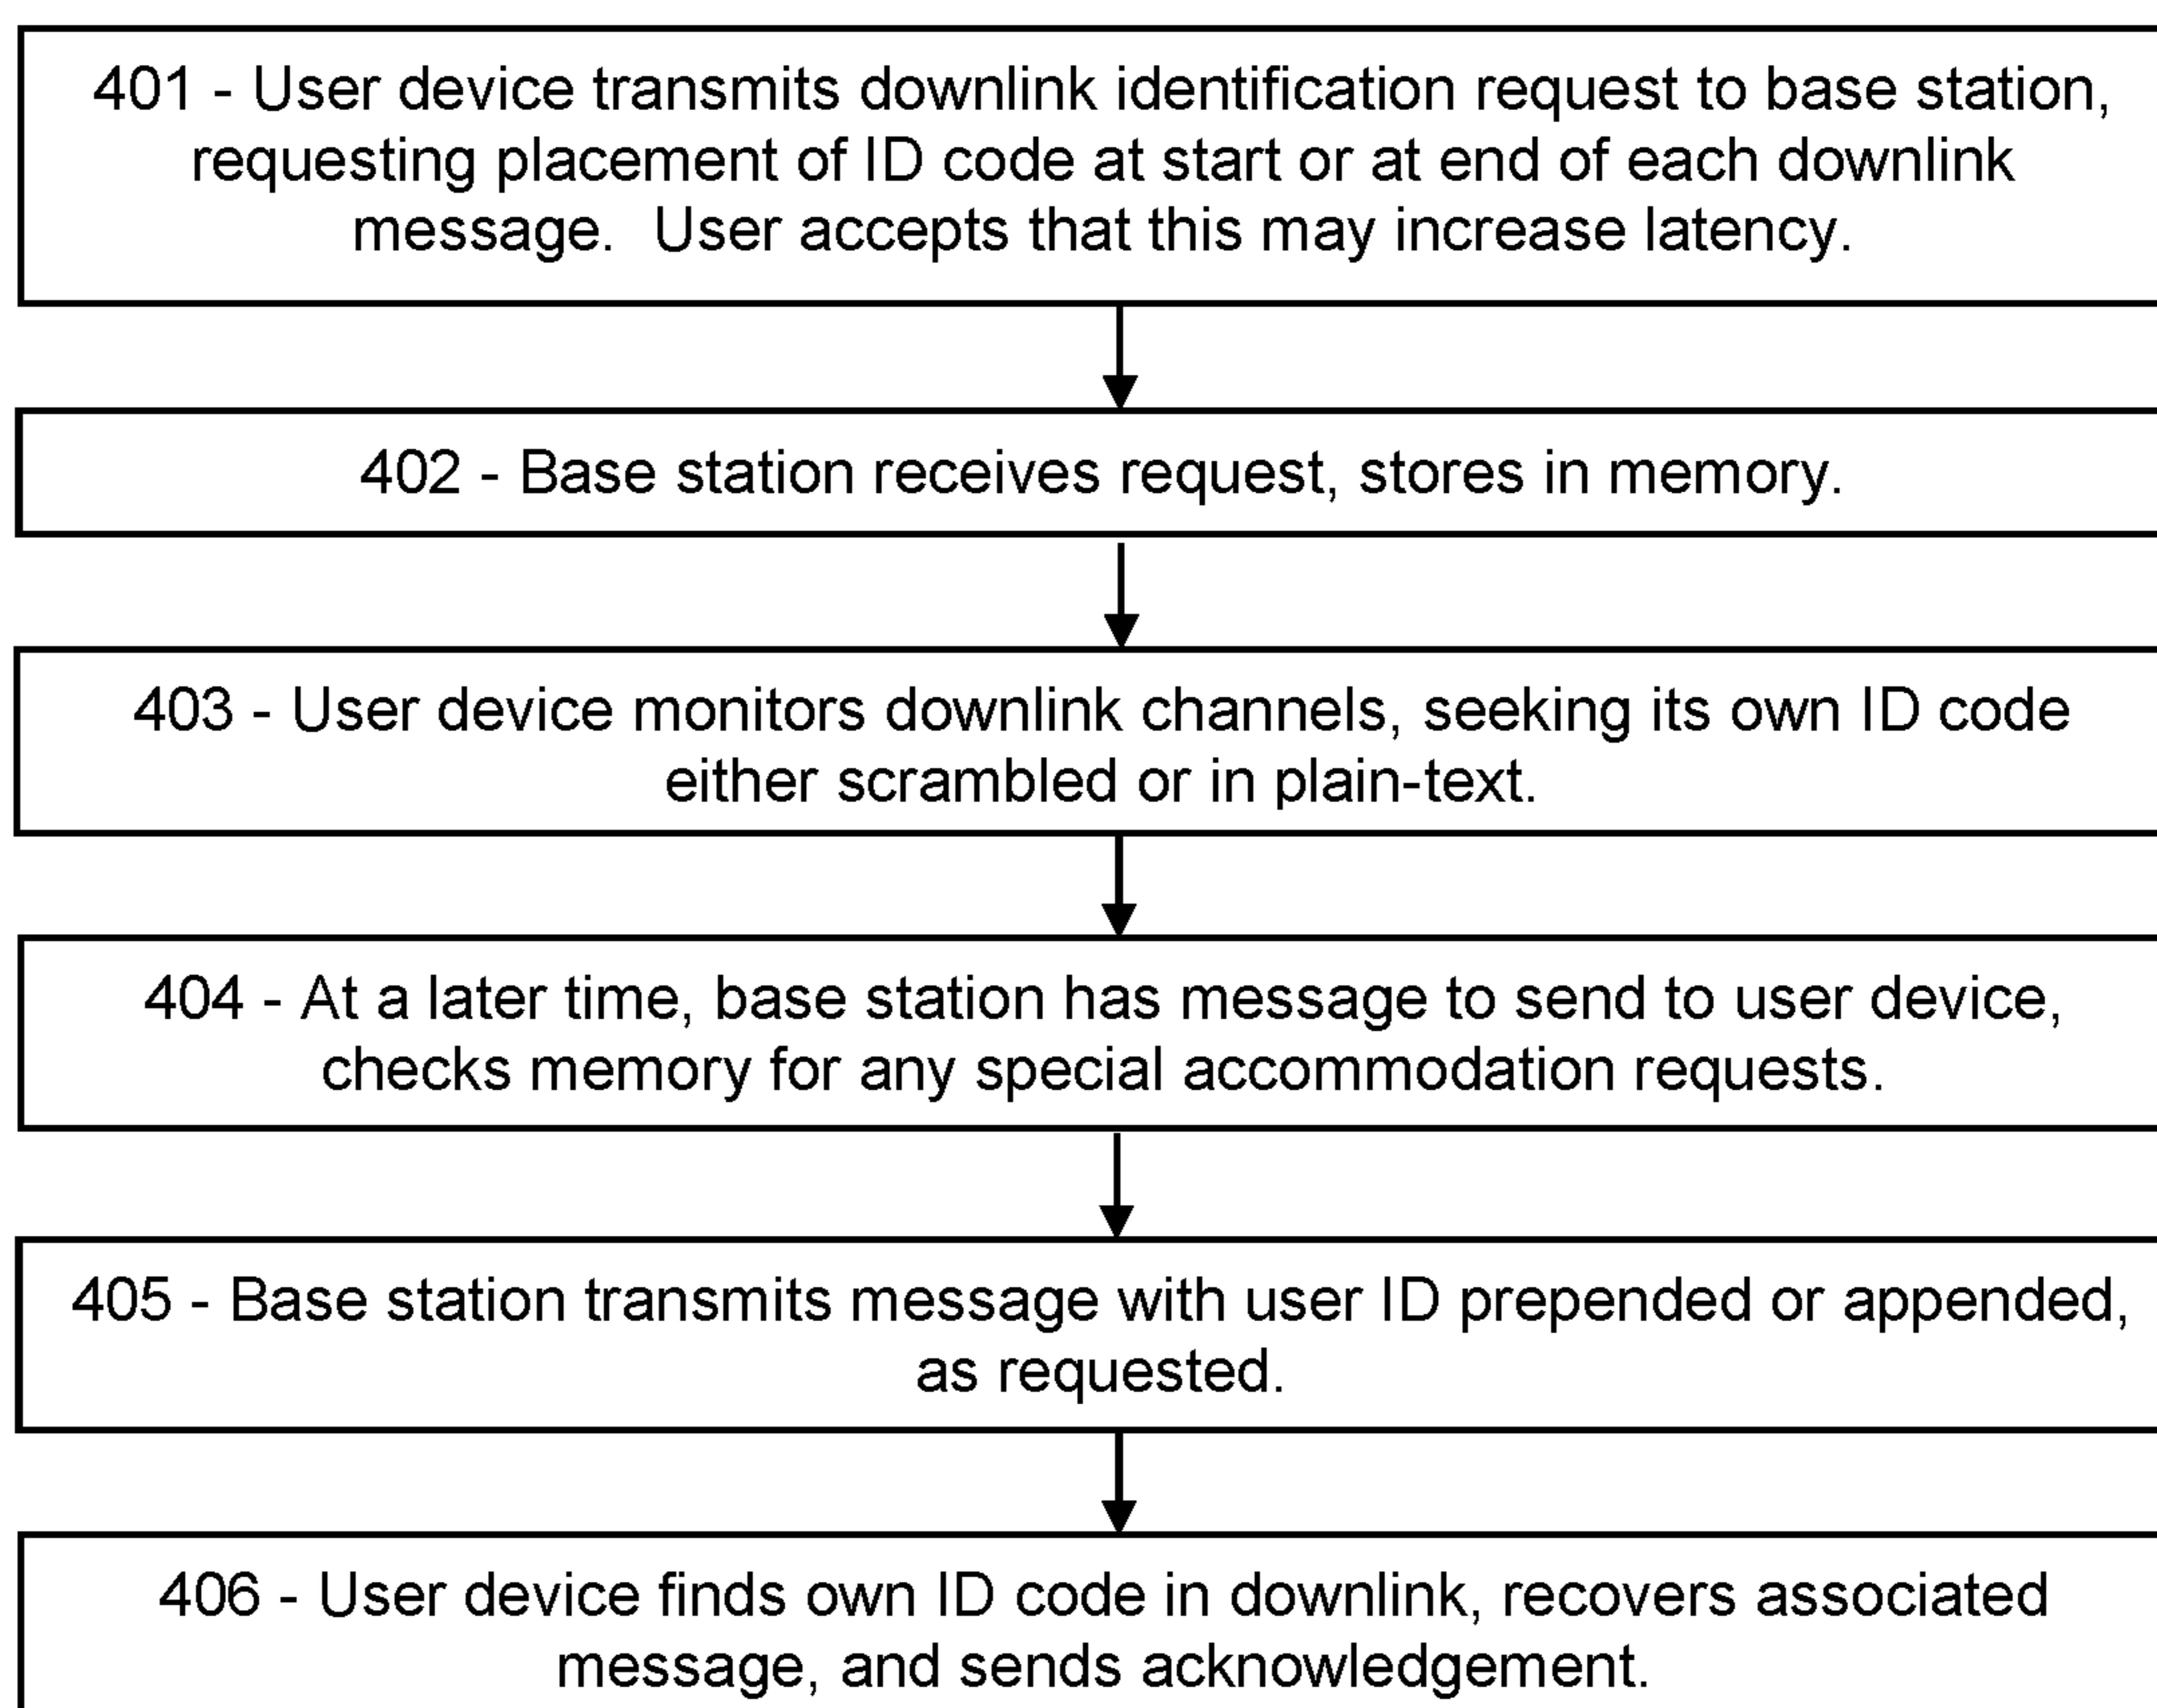 401 - User device transmits downlink identification request to base station,
requesting placement of ID code at start or at end of each downlink
message.  User accepts that this may increase latency.
402 - Base station receives request, stores in memory.
403 - User device monitors downlink channels, seeking its own ID code
either scrambled or in plain-text.
404 - At a later time, base station has message to send to user device,
checks memory for any special accommodation requests.
405 - Base station transmits message with user ID prepended or appended,
as requested.
406 - User device finds own ID code in downlink, recovers associated
message, and sends acknowledgement.